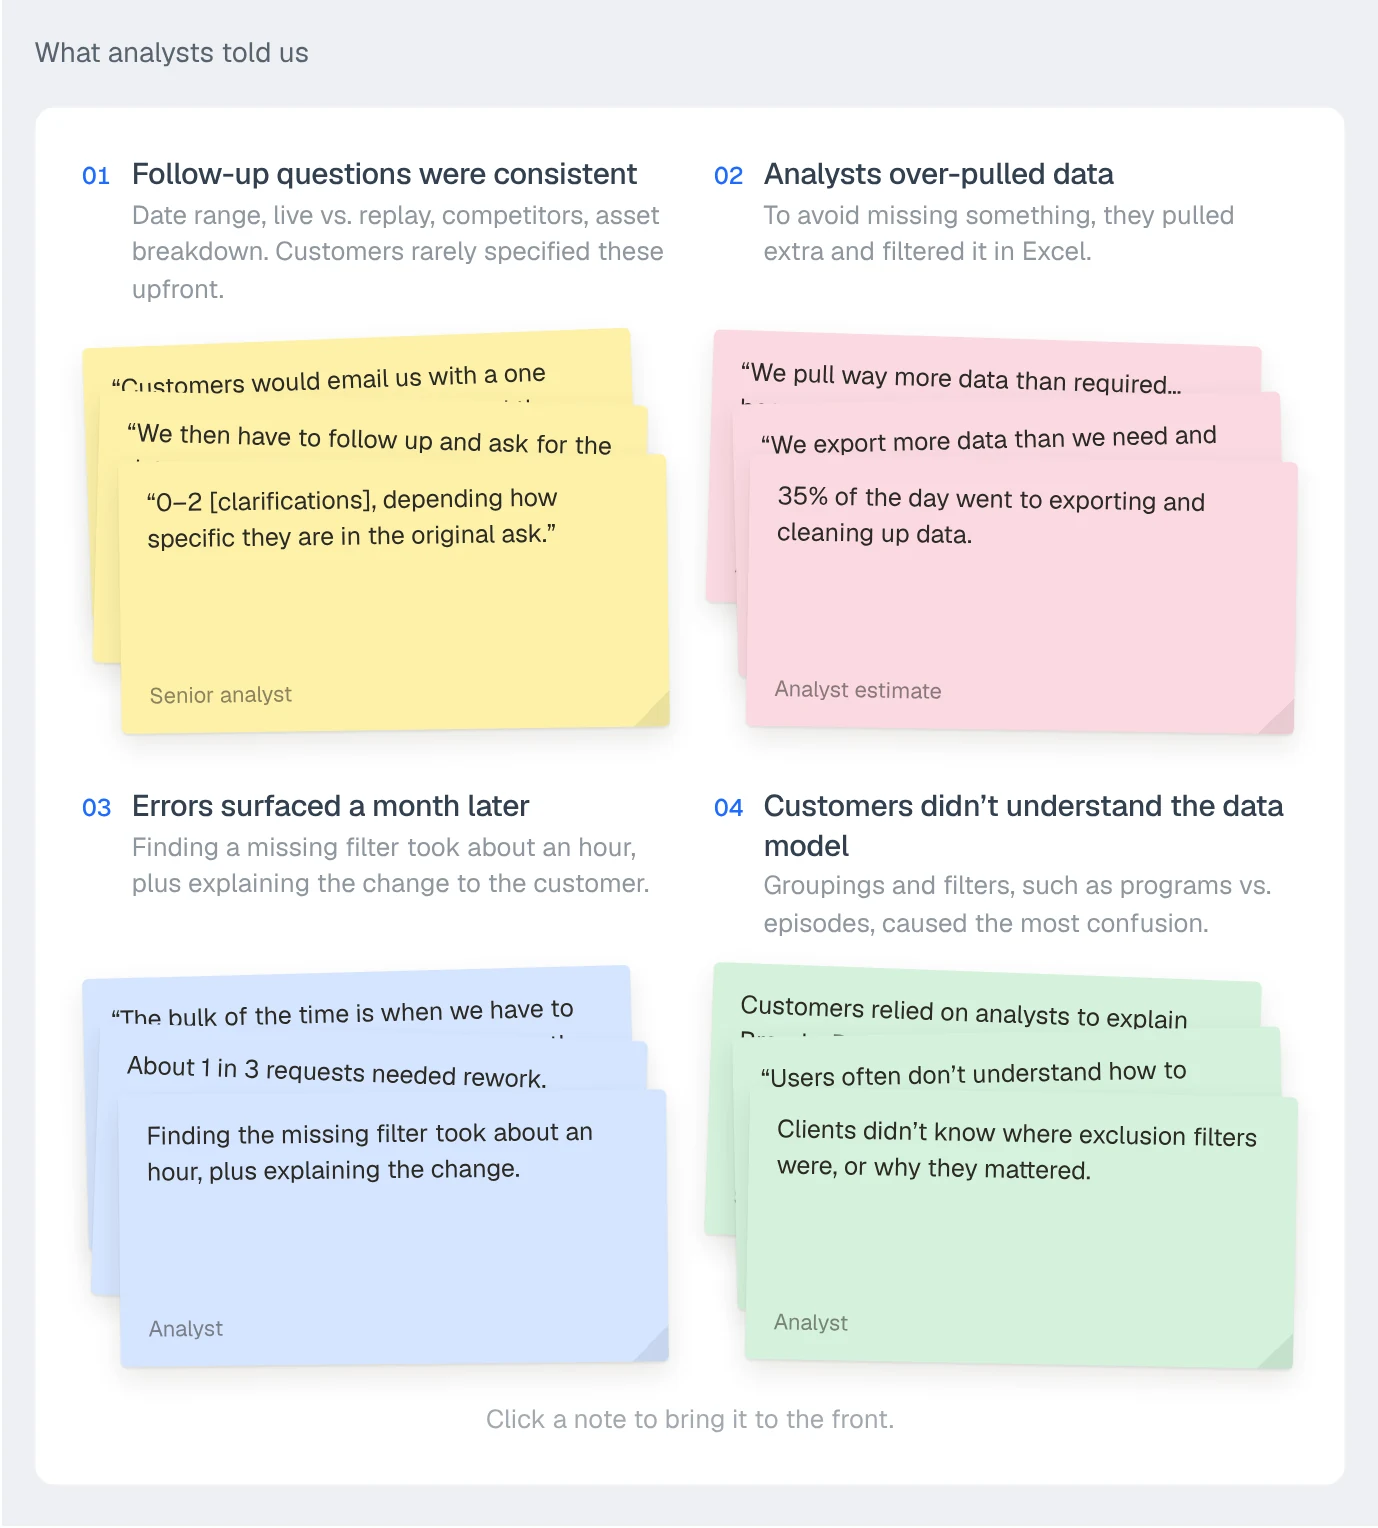 What analysts told us
01 Follow-up questions were consistent
Date range, live vs. replay, competitors, asset
breakdown. Customers rarely specified these
upfront.
“Customers would email us with a one
“We then have to follow up and ask for the
“0–2 [clarifications], depending how
specific they are in the original ask.”
Senior analyst
02 Analysts over-pulled data
To avoid missing something, they pulled
extra and filtered it in Excel.
“We pull way more data than required...
“We export more data than we need and
35% of the day went to exporting and
cleaning up data.
Analyst estimate
03 Errors surfaced a month later
Finding a missing filter took about an hour,
plus explaining the change to the customer.
“The bulk of the time is when we have to
About 1 in 3 requests needed rework.
Finding the missing filter took about an
hour, plus explaining the change.
Analyst
04 Customers didn’t understand the data
model
Groupings and filters, such as programs vs.
episodes, caused the most confusion.
Customers relied on analysts to explain
“Users often don’t understand how to
Clients didn’t know where exclusion filters
were, or why they mattered.
Analyst
Click a note to bring it to the front.